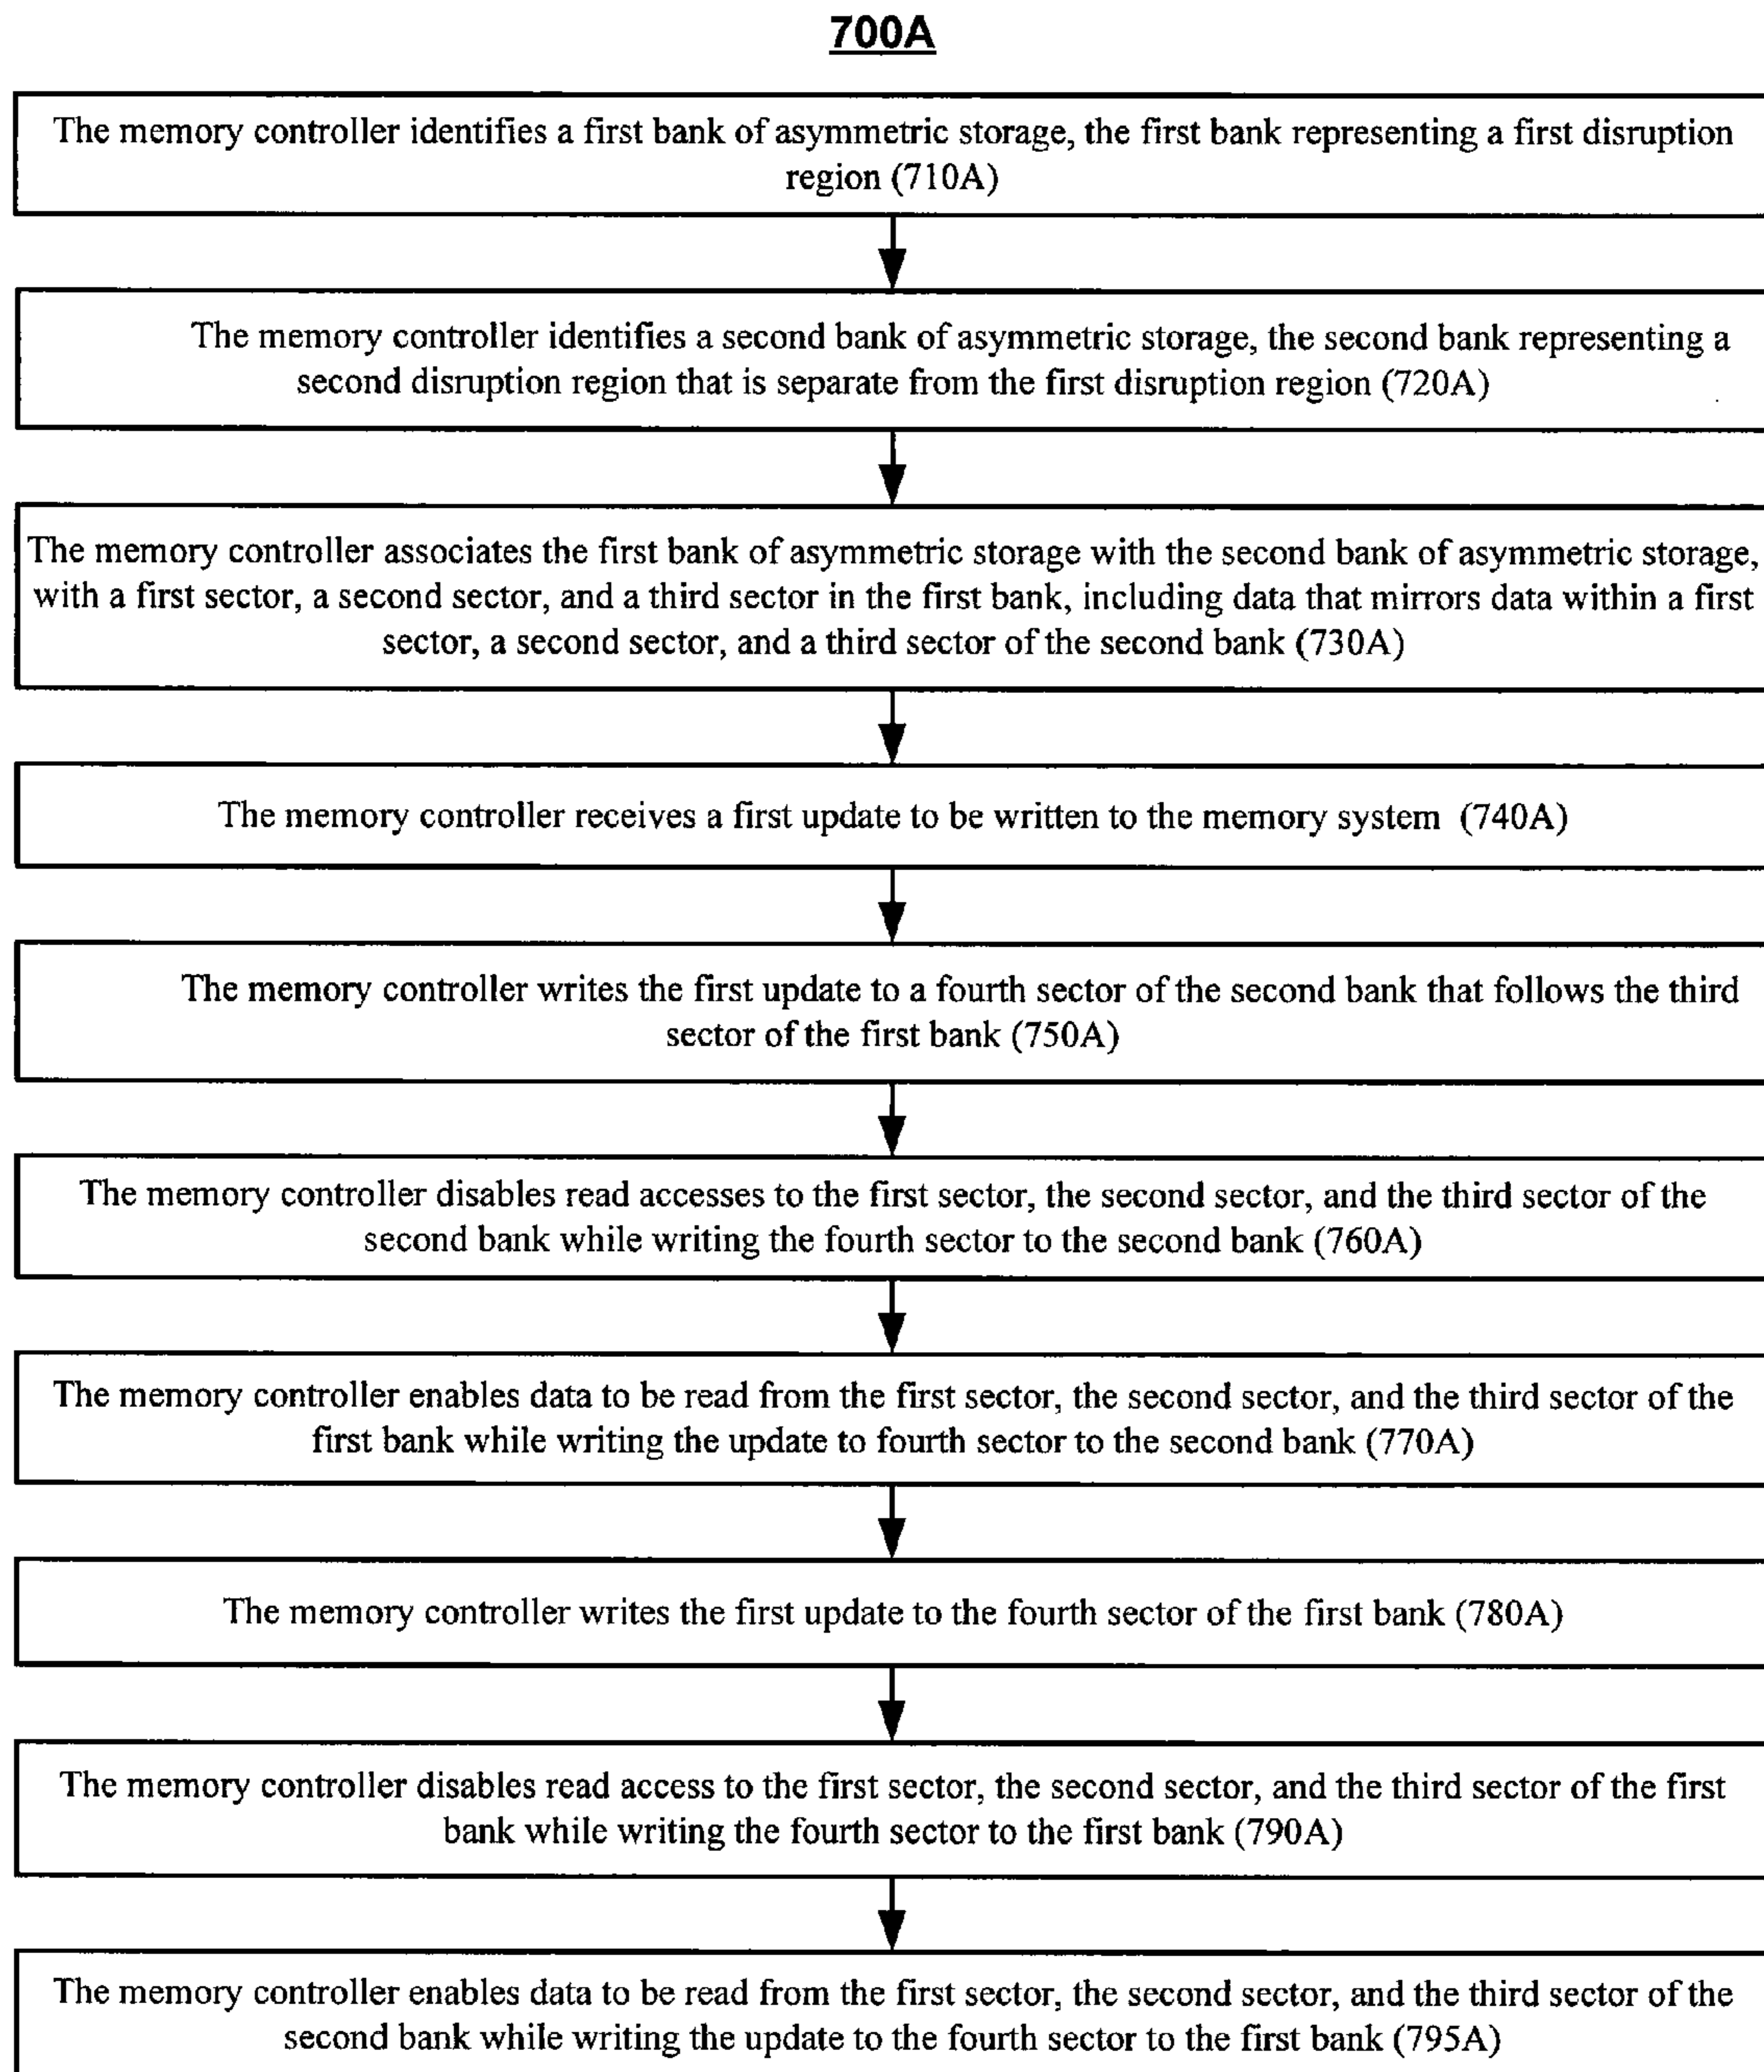 700A
The memory controller identifies a first bank of asymmetric storage, the first bank representing a first disruption
region (710A)
The memory controller identifies a second bank of asymmetric storage, the second bank representing a
second disruption region that is separate from the first disruption region (720A)
The memory controller associates the first bank of asymmetric storage with the second bank of asymmetric storage,
with a first sector, a second sector, and a third sector in the first bank, including data that mirrors data within a first
sector, a second sector, and a third sector of the second bank (730A)
The memory controller receives a first update to be written to the memory system (740A)
The memory controller writes the first update to a fourth sector of the second bank that follows the third
sector of the first bank (750A)
The memory controller disables read accesses to the first sector, the second sector, and the third sector of the
second bank while writing the fourth sector to the second bank (760A)
The memory controller enables data to be read from the first sector, the second sector, and the third sector of the
first bank while writing the update to fourth sector to the second bank (770A)
The memory controller writes the first update to the fourth sector of the first bank (780A)
The memory controller disables read access to the first sector, the second sector, and the third sector of the first
bank while writing the fourth sector to the first bank (790A)
The memory controller enables data to be read from the first sector, the second sector, and the third sector of the
second bank while writing the update to the fourth sector to the first bank (795A)